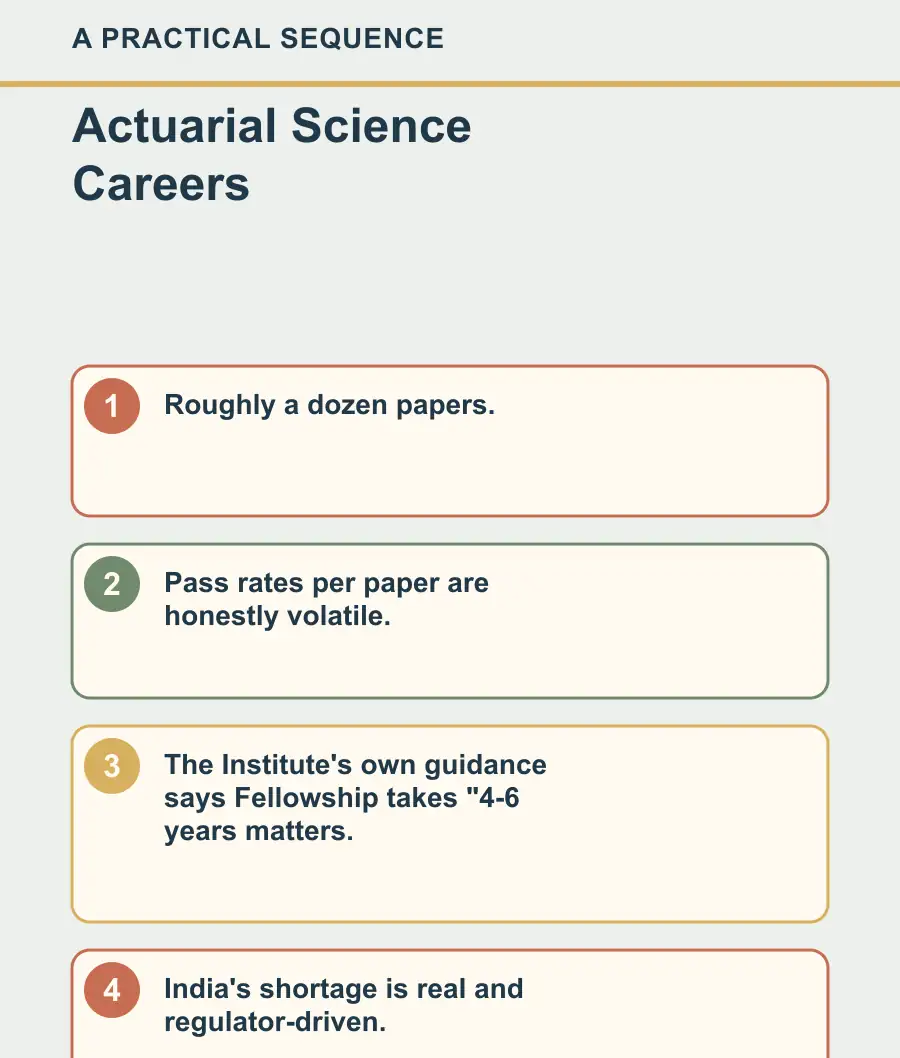 A PRACTICAL SEQUENCE
Actuarial Science
Careers
1
Roughly a dozen papers.
2
Pass rates per paper are
honestly volatile.
3
The Institute's own guidance
says Fellowship takes "4-6
years matters.
4
India's shortage is real and
regulator-driven.